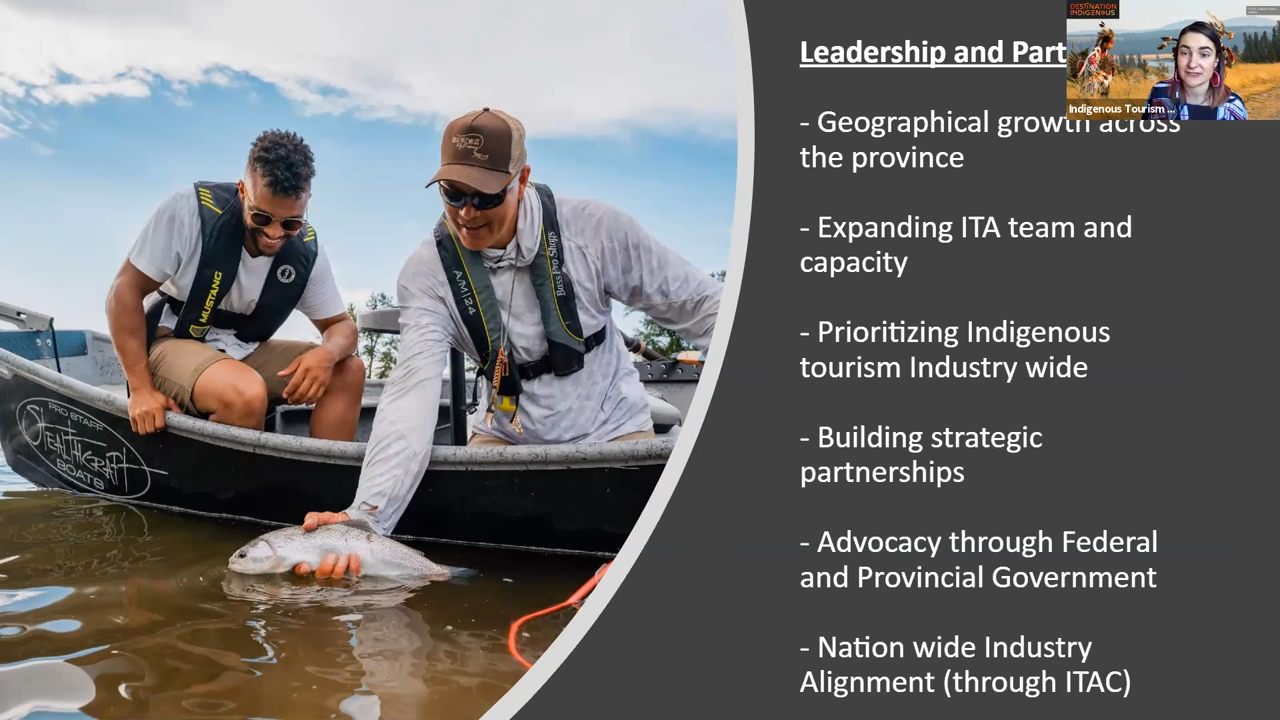 Leadership and Part
DESTINATION
INDIGENOUS
Indigenous Tourism ...
- Geographical growth across
the province
- Expanding ITA team and
capacity
- Prioritizing Indigenous
tourism Industry wide
- Building strategic
partnerships
- Advocacy through Federal
and Provincial Government
- Nation wide Industry
Alignment (through ITAC)
MUSTANG
A/M|24
Bass Pro Shops
PRO STAFF
STEALTHCRAFT
BOATS